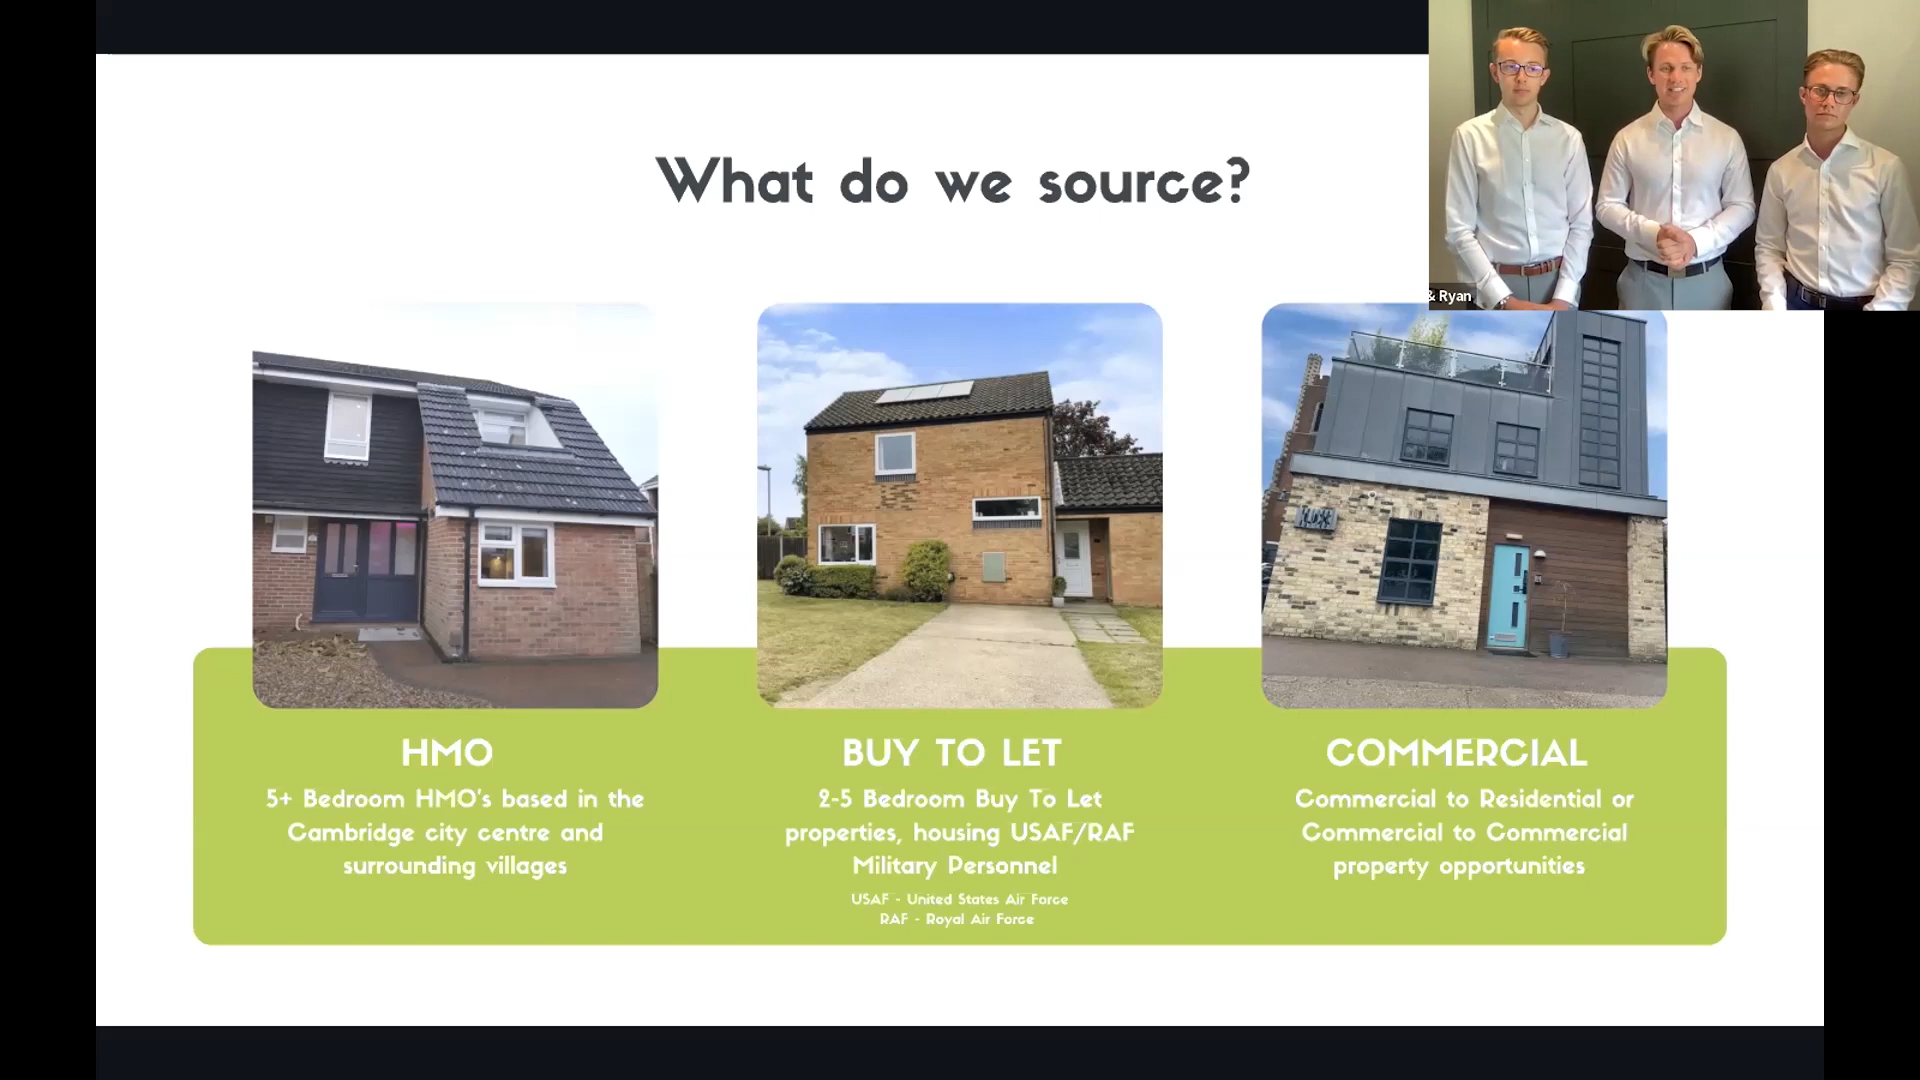 What do we source?
& Ryan
HMO
5+ Bedroom HMO's based in the
Cambridge city centre and
surrounding villages
BUY TO LET
2-5 Bedroom Buy To Let
properties, housing USAF/RAF
Military Personnel
USAF - United States Air Force
RAF - Royal Air Force
COMMERCIAL
Commercial to Residential or
Commercial to Commercial
property opportunities